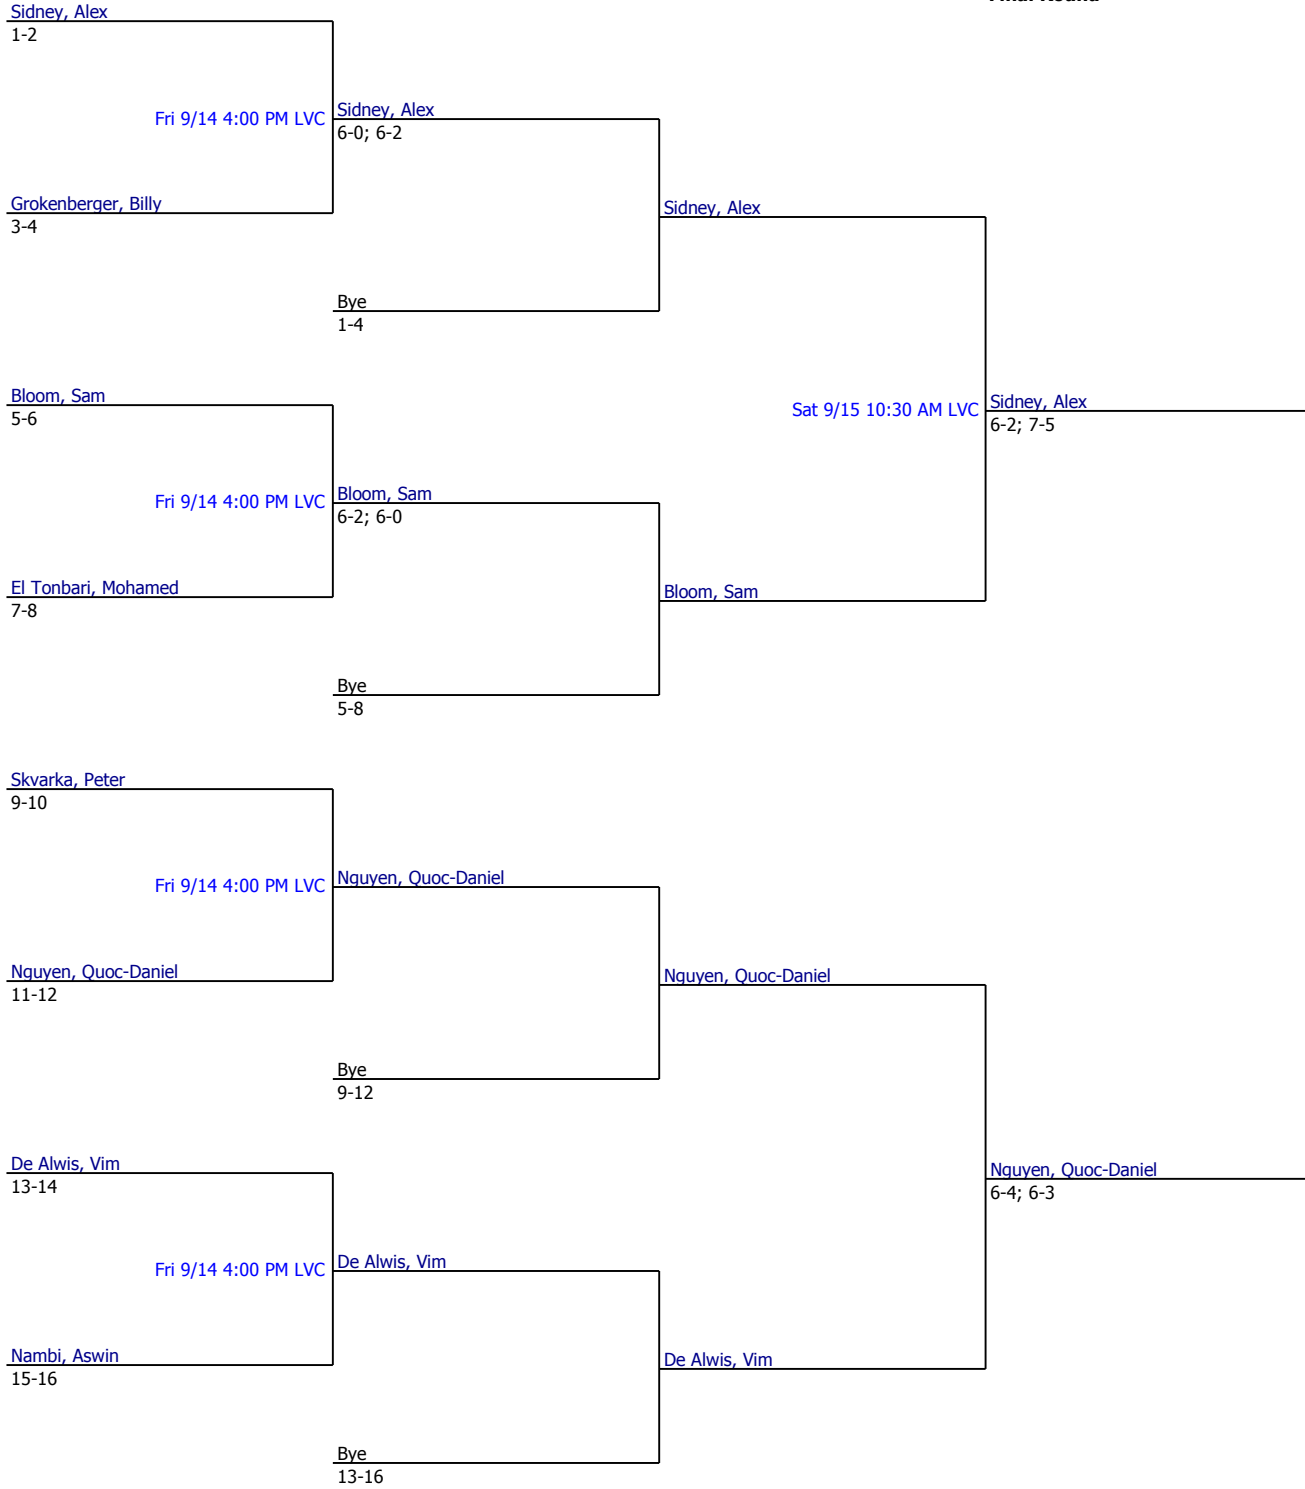 Final Round
Sidney, Alex
1-2
Fri 9/14 4:00 PM LVC
Sidney, Alex
6-0; 6-2
Grokenberger, Billy
3-4
Sidney, Alex
Bye
1-4
Bloom, Sam
5-6
Sat 9/15 10:30 AM LVC
Sidney, Alex
6-2; 7-5
Fri 9/14 4:00 PM LVC
Bloom, Sam
6-2; 6-0
El Tonbari, Mohamed
7-8
Bloom, Sam
Bye
5-8
Skvarka, Peter
9-10
Fri 9/14 4:00 PM LVC
Nguyen, Quoc-Daniel
Nguyen, Quoc-Daniel
11-12
Nguyen, Quoc-Daniel
Bye
9-12
De Alwis, Vim
13-14
Nguyen, Quoc-Daniel
6-4; 6-3
Fri 9/14 4:00 PM LVC
De Alwis, Vim
Nambi, Aswin
15-16
De Alwis, Vim
Bye
13-16